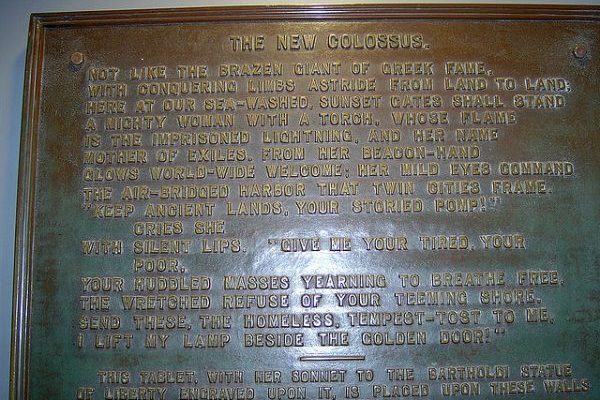 THE NEW COLOSSUS.
NOT LIKE THE BRAZEN GIANT OF GREEK FAME,
WITH CONQUERING LIMBS ASTRIDE FROM LAND TO LAND;
HERE AT OUR SEA-WASHED, SUNSET GATES SHALL STAND
A MIGHTY WOMAN WITH A TORCH, WHOSE FLAME
IS THE IMPRISONED LIGHTNING, AND HER NAME
MOTHER OF EXILES. FROM HER BEACON-HAND
GLOWS WORLD-WIDE WELCOME; HER MILD EYES COMMAND
THE AIR-BRIDGED HARBOR THAT TWIN CITIES FRAME.
"KEEP ANCIENT LANDS, YOUR STORIED POMP!"
CRIES SHE
WITH SILENT LIPS. "GIVE ME YOUR TIRED, YOUR
POOR,
YOUR HUDDLED MASSES YEARNING TO BREATHE FREE,
THE WRETCHED REFUSE OF YOUR TEEMING SHORE,
SEND THESE, THE HOMELESS, TEMPEST-TOST TO ME,
I LIFT MY LAMP BESIDE THE GOLDEN DOOR!"
THIS TABLET, WITH HER SONNET TO THE BARTHOLDI STATUE
OF LIBERTY ENGRAVED UPON IT, IS PLACED UPON THESE WALLS